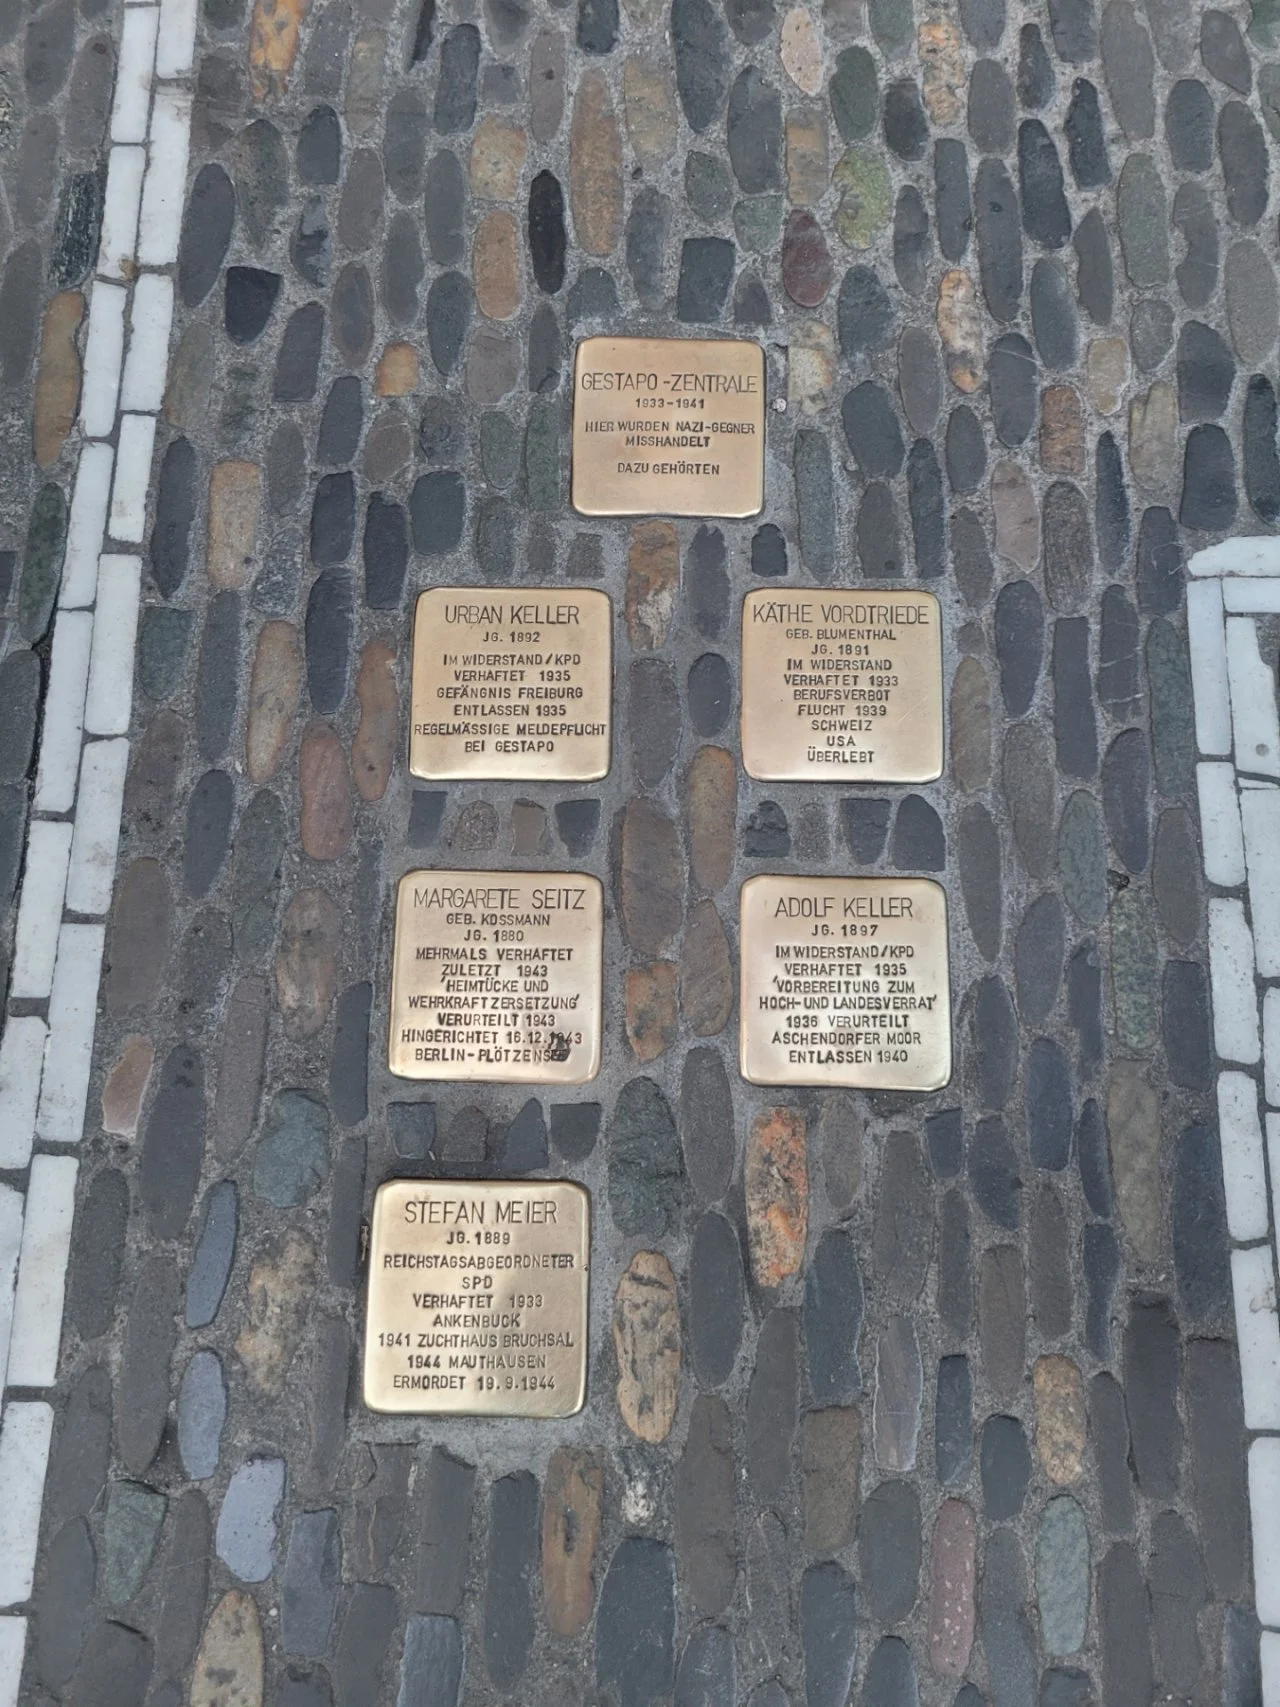 GESTAPO-ZENTRALE
1933-1941
HIER WURDEN NAZI-GEGNER
MISSHANDELT
DAZU GEHÖRTEN
URBAN KELLER
JG. 1892
IM WIDERSTAND/KPD
VERHAFTET 1935
GEFÄNGNIS FREIBURG
ENTLASSEN 1935
REGELMÄSSIGE MELDEPFLICHT
BEI GESTAPO
KÄTHE VORDTRIEDE
GEB. BLUMENTHAL
JG. 1891
IM WIDERSTAND
VERHAFTET 1933
BERUFSVERBOT
FLUCHT 1939
SCHWEIZ
USA
ÜBERLEBT
MARGARETE SEITZ
GEB. KOSSMANN
JG. 1880
MEHRMALS VERHAFTET
ZULETZT 1943
'HEIMTÜCKE UND
WEHRKRAFTZERSETZUNG'
VERURTEILT 1943
HINGERICHTET 16.12.1943
BERLIN-PLÖTZENSEE
ADOLF KELLER
JG. 1897
IM WIDERSTAND/KPD
VERHAFTET 1935
'VORBEREITUNG ZUM
HOCH-UND LANDESVERRAT'
1936 VERURTEILT
ASCHENDORFER MOOR
ENTLASSEN 1940
STEFAN MEIER
JG. 1889
REICHSTAGSABGEORDNETER
SPD
VERHAFTET 1933
ANKENBUCK
1941 ZUCHTHAUS BRUCHSAL
1944 MAUTHAUSEN
ERMORDET 19.9.1944